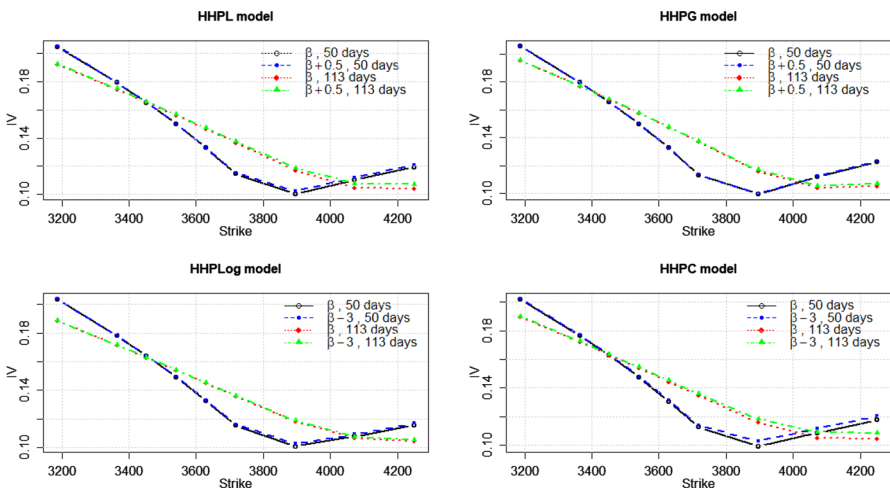 HHPL model
IV
0.10 0.14 0.18
β , 50 days
β+0.5 , 50 days
β , 113 days
β+0.5 , 113 days
3200 3400 3600 3800 4000 4200
Strike
HHPG model
IV
0.10 0.14 0.18
β , 50 days
β+0.5 , 50 days
β , 113 days
β+0.5 , 113 days
3200 3400 3600 3800 4000 4200
Strike
HHPLog model
IV
0.10 0.14 0.18
β , 50 days
β−3 , 50 days
β , 113 days
β−3 , 113 days
3200 3400 3600 3800 4000 4200
Strike
HHPC model
IV
0.10 0.14 0.18
β , 50 days
β−3 , 50 days
β , 113 days
β−3 , 113 days
3200 3400 3600 3800 4000 4200
Strike